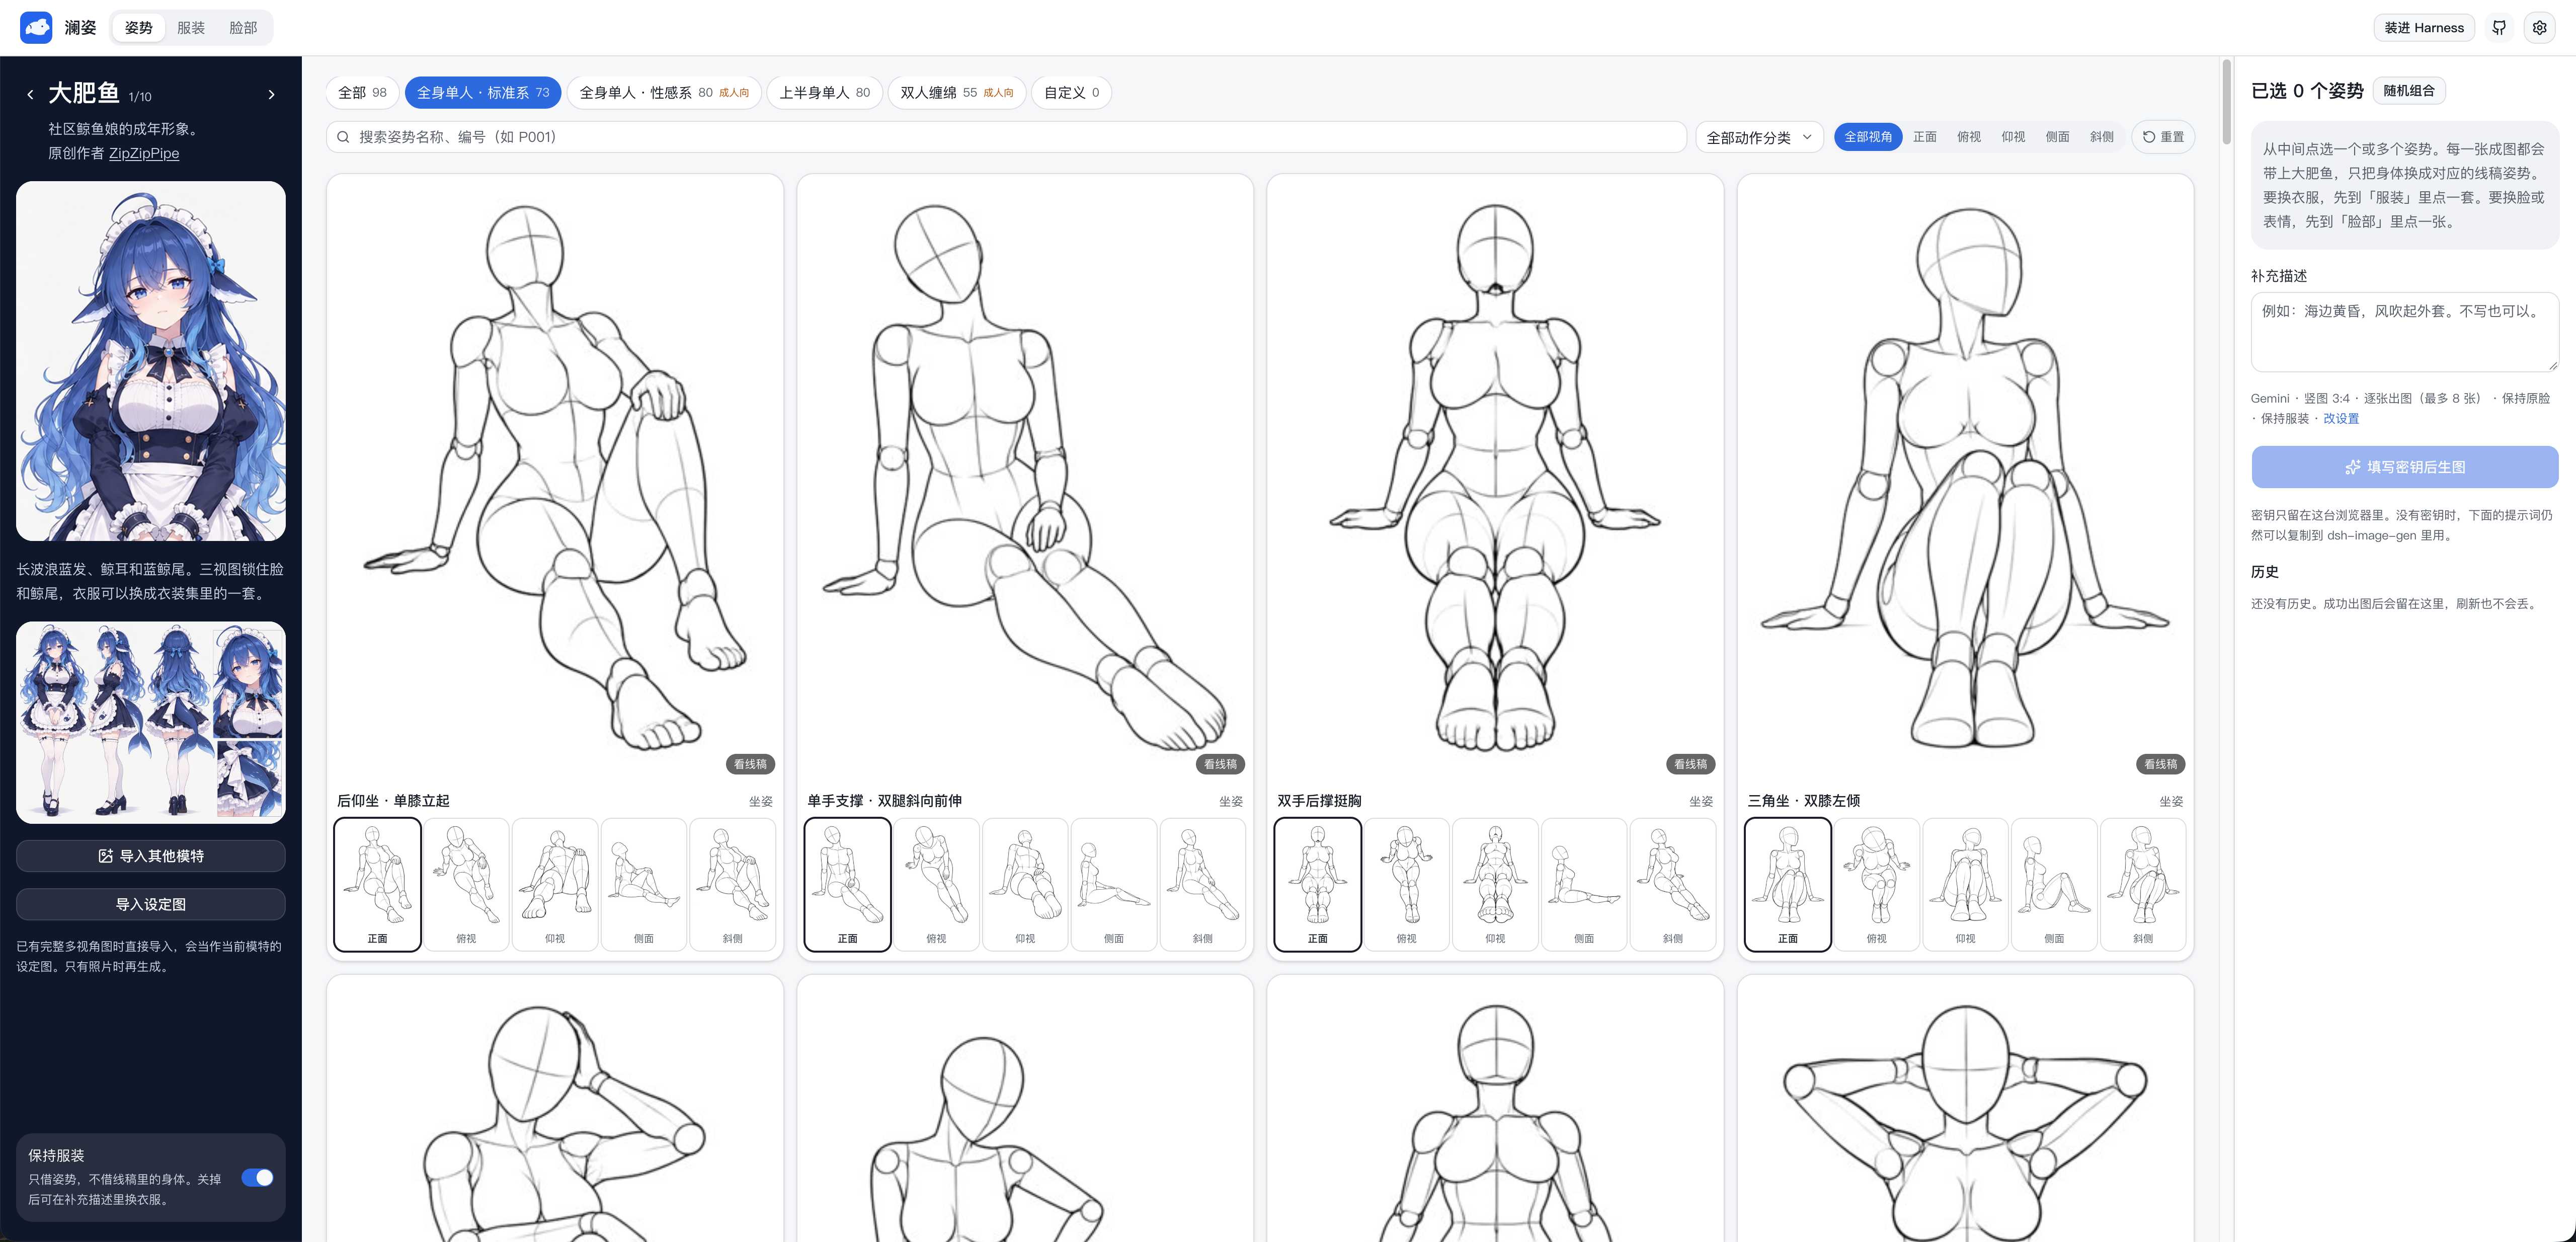 澜姿
姿势
服装
脸部
装进 Harness
大肥鱼 1/10
社区鲸鱼娘的成年形象。
原创作者 ZipZipPipe
长波浪蓝发、鲸耳和蓝鲸尾。三视图锁住脸
和鲸尾，衣服可以换成衣装集里的一套。
导入其他模特
导入设定图
已有完整多视角图时直接导入，会当作当前模特的
设定图。只有照片时再生成。
保持服装
只借姿势，不借线稿里的身体。关掉
后可在补充描述里换衣服。
全部 98
全身单人 · 标准系 73
全身单人 · 性感系 80 成人向
上半身单人 80
双人缠绵 55 成人向
自定义 0
搜索姿势名称、编号（如 P001）
全部动作分类
全部视角
正面
俯视
仰视
侧面
斜侧
重置
看线稿
后仰坐 · 单膝立起
坐姿
正面
俯视
仰视
侧面
斜侧
看线稿
单手支撑 · 双腿斜向前伸
坐姿
正面
俯视
仰视
侧面
斜侧
看线稿
双手后撑挺胸
坐姿
正面
俯视
仰视
侧面
斜侧
看线稿
三角坐 · 双膝左倾
坐姿
正面
俯视
仰视
侧面
斜侧
已选 0 个姿势
随机组合
从中间点选一个或多个姿势。每一张成图都会
带上大肥鱼，只把身体换成对应的线稿姿势。
要换衣服，先到「服装」里点一套。要换脸或
表情，先到「脸部」里点一张。
补充描述
例如：海边黄昏，风吹起外套。不写也可以。
Gemini · 竖图 3:4 · 逐张出图（最多 8 张） · 保持原脸
· 保持服装 · 改设置
填写密钥后生图
密钥只留在这台浏览器里。没有密钥时，下面的提示词仍
然可以复制到 dsh-image-gen 里用。
历史
还没有历史。成功出图后会留在这里，刷新也不会丢。